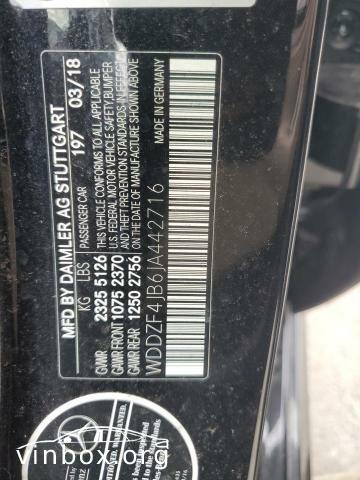 MFD BY DAIMLER AG STUTTGART
KG LBS PASSENGER CAR 197 03/18
GAWR 2325 5126 THIS VEHICLE CONFORMS TO ALL APPLICABLE
U.S. FEDERAL MOTOR VEHICLE SAFETY, BUMPER,
GAWR FRONT 1075 2370 AND THEFT PREVENTION STANDARDS IN EFFECT
GAWR REAR 1250 2756 ON THE DATE OF MANUFACTURE SHOWN ABOVE.
WDDZF4JB6JA442716
MADE IN GERMANY
vinbox.org